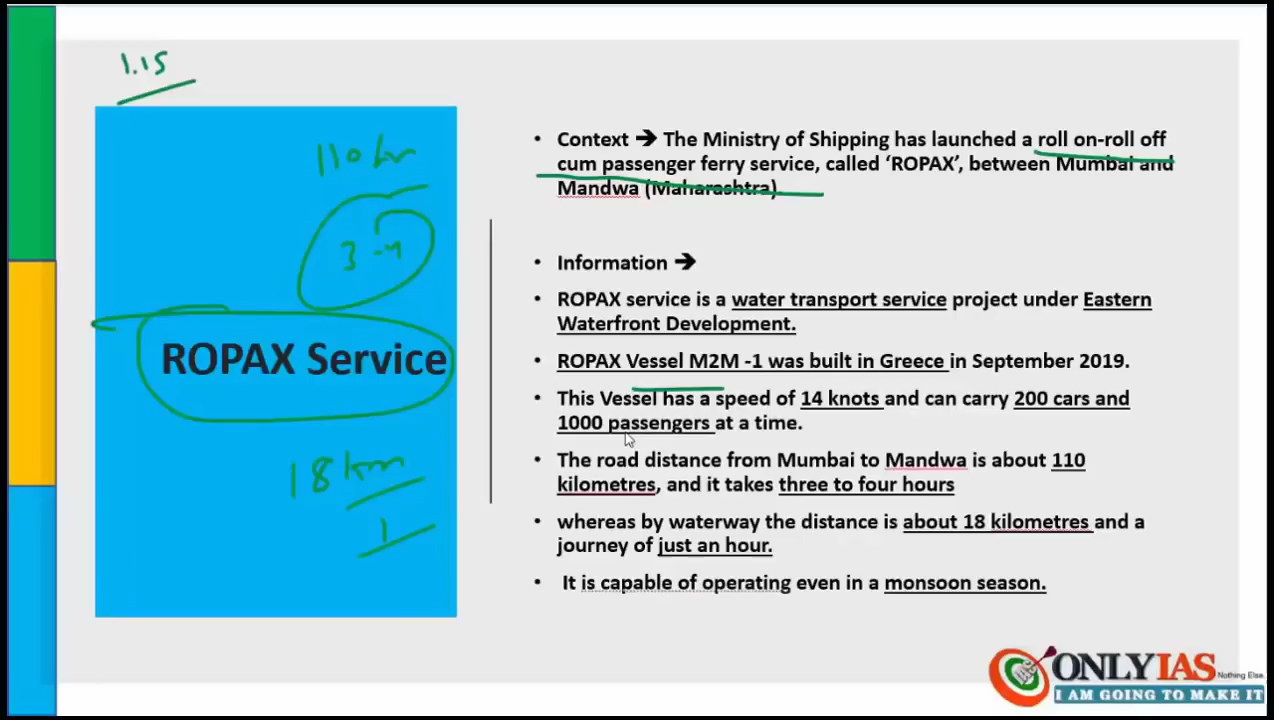 1.15
110 km
3 - 4
ROPAX Service
18 km
1
• Context ➔ The Ministry of Shipping has launched a roll on-roll off
cum passenger ferry service, called ‘ROPAX’, between Mumbai and
Mandwa (Maharashtra).
• Information ➔
• ROPAX service is a water transport service project under Eastern
Waterfront Development.
• ROPAX Vessel M2M -1 was built in Greece in September 2019.
• This Vessel has a speed of 14 knots and can carry 200 cars and
1000 passengers at a time.
• The road distance from Mumbai to Mandwa is about 110
kilometres, and it takes three to four hours
• whereas by waterway the distance is about 18 kilometres and a
journey of just an hour.
• It is capable of operating even in a monsoon season.
ONLYIAS
Nothing Else.
I AM GOING TO MAKE IT